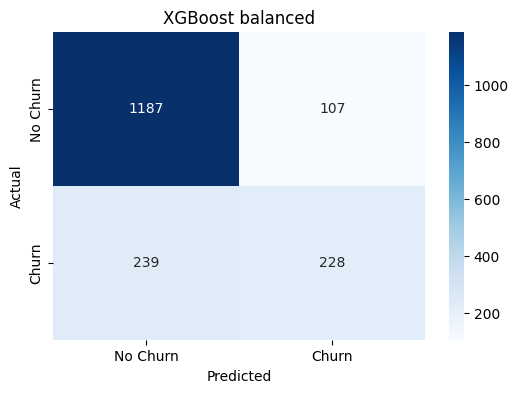 XGBoost balanced
Actual
No Churn
1187
107
Churn
239
228
No Churn
Churn
Predicted
1000
800
600
400
200